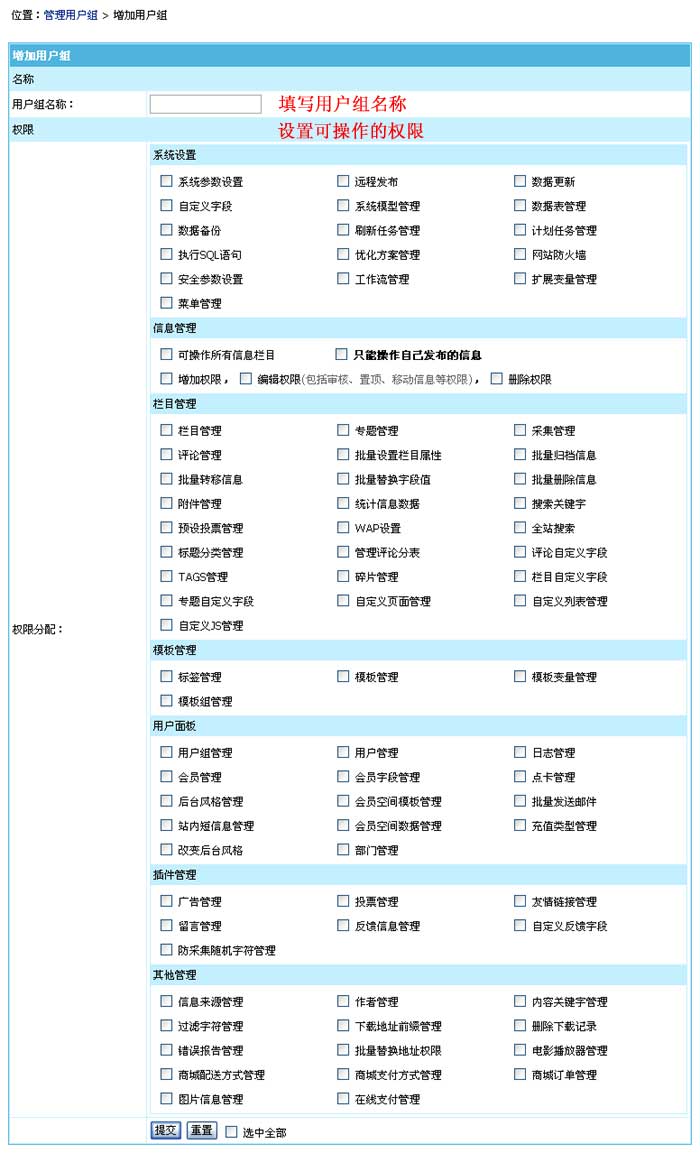 位置：管理用户组 > 增加用户组
增加用户组
名称
用户组名称： 填写用户组名称
权限 设置可操作的权限
系统设置
系统参数设置 远程发布 数据更新
自定义字段 系统模型管理 数据表管理
数据备份 刷新任务管理 计划任务管理
执行SQL语句 优化方案管理 网站防火墙
安全参数设置 工作流管理 扩展变量管理
菜单管理
信息管理
可操作所有信息栏目 只能操作自己发布的信息
增加权限， 编辑权限(包括审核、置顶、移动信息等权限)， 删除权限
栏目管理
栏目管理 专题管理 采集管理
评论管理 批量设置栏目属性 批量归档信息
批量转移信息 批量替换字段值 批量删除信息
附件管理 统计信息数据 搜索关键字
预设投票管理 WAP设置 全站搜索
标题分类管理 管理评论分表 评论自定义字段
TAGS管理 碎片管理 栏目自定义字段
专题自定义字段 自定义页面管理 自定义列表管理
权限分配： 自定义JS管理
模板管理
标签管理 模板管理 模板变量管理
模板组管理
用户面板
用户组管理 用户管理 日志管理
会员管理 会员字段管理 点卡管理
后台风格管理 会员空间模板管理 批量发送邮件
站内短信息管理 会员空间数据管理 充值类型管理
改变后台风格 部门管理
插件管理
广告管理 投票管理 友情链接管理
留言管理 反馈信息管理 自定义反馈字段
防采集随机字符管理
其他管理
信息来源管理 作者管理 内容关键字管理
过滤字符管理 下载地址前缀管理 删除下载记录
错误报告管理 批量替换地址权限 电影播放器管理
商城配送方式管理 商城支付方式管理 商城订单管理
图片信息管理 在线支付管理
提交 重置 选中全部